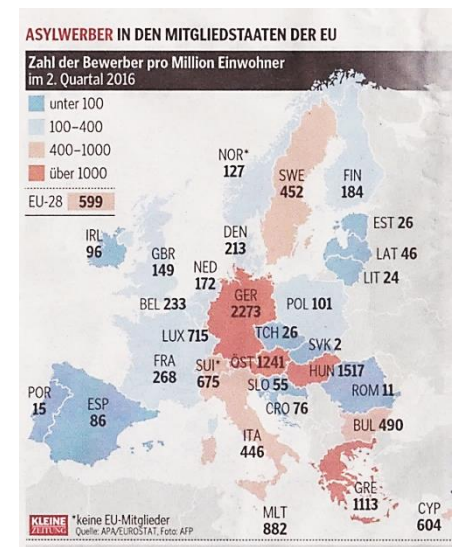 ASYLWERBER IN DEN MITGLIEDSTAATEN DER EU
Zahl der Bewerber pro Million Einwohner
im 2. Quartal 2016
unter 100
100–400
400–1000
über 1000
EU-28 599
NOR*
127
SWE
452
FIN
184
EST 26
LAT 46
LIT 24
IRL
96
GBR
149
DEN
213
NED
172
BEL 233
GER
2273
POL 101
LUX 715
TCH 26
SVK 2
FRA
268
SUI*
675
ÖST 1241
HUN 1517
SLO 55
ROM 11
CRO 76
POR
15
ESP
86
BUL 490
ITA
446
GRE
1113
MLT
882
CYP
604
KLEINE
ZEITUNG
*keine EU-Mitglieder
Quelle: APA/EUROSTAT, Foto: AFP